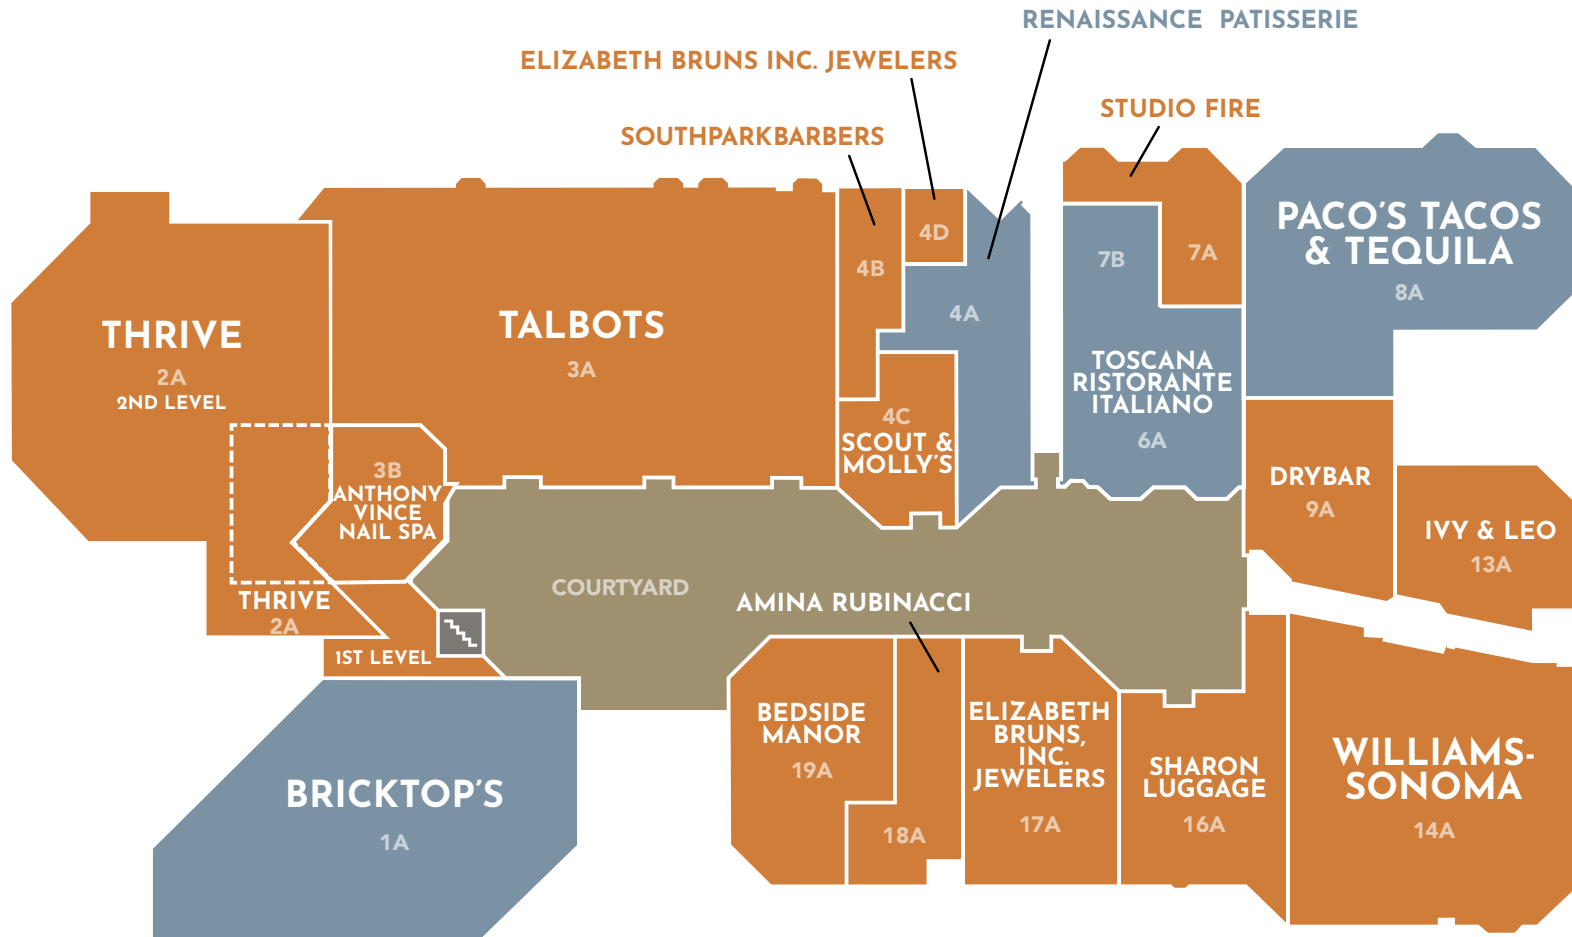 RENAISSANCE PATISSERIE
ELIZABETH BRUNS INC. JEWELERS
STUDIO FIRE
SOUTHPARKBARBERS
PACO'S TACOS
& TEQUILA
8A
4D
4B
7B
7A
4A
THRIVE
2A
2ND LEVEL
TALBOTS
3A
TOSCANA
RISTORANTE
ITALIANO
6A
4C
SCOUT &
MOLLY'S
3B
ANTHONY
VINCE
NAIL SPA
DRYBAR
9A
IVY & LEO
13A
COURTYARD
AMINA RUBINACCI
THRIVE
2A
1ST LEVEL
BEDSIDE
MANOR
19A
18A
ELIZABETH
BRUNS,
INC.
JEWELERS
17A
SHARON
LUGGAGE
16A
WILLIAMS-
SONOMA
14A
BRICKTOP'S
1A